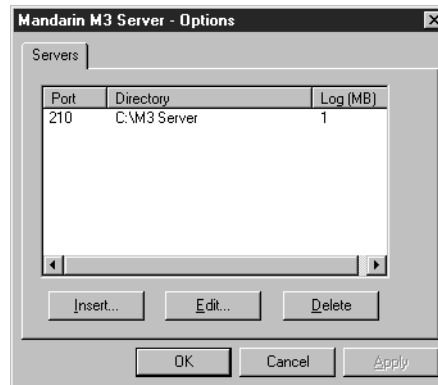 Mandarin M3 Server - Options
Servers
Port Directory Log (MB)
210 C:\M3 Server 1
Insert... Edit... Delete
OK Cancel Apply